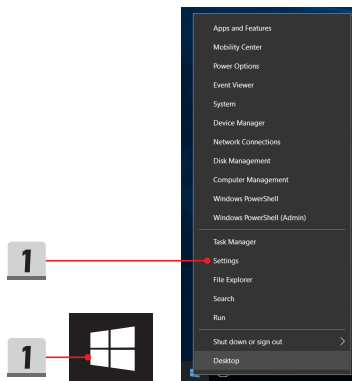 Apps and Features
Mobility Center
Power Options
Event Viewer
System
Device Manager
Network Connections
Disk Management
Computer Management
Windows PowerShell
Windows PowerShell (Admin)
Task Manager
1
Settings
File Explorer
Search
Run
Shut down or sign out
1
Desktop